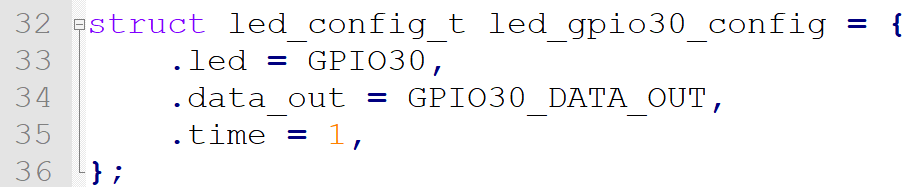 32 struct led_config_t led_gpio30_config = {
33     .led = GPIO30,
34     .data_out = GPIO30_DATA_OUT,
35     .time = 1,
36 };